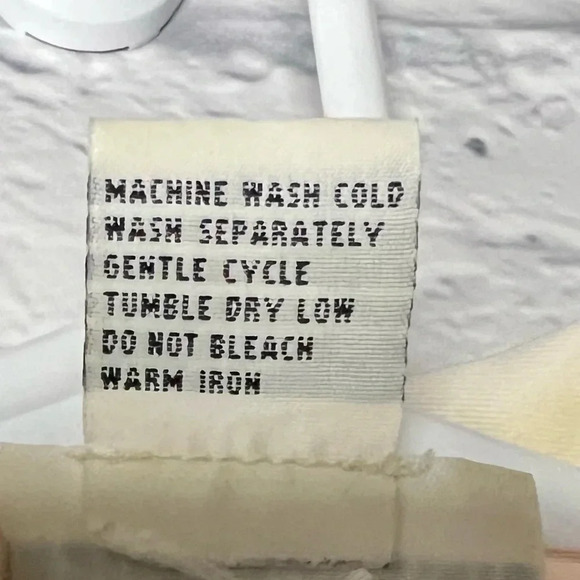 MACHINE WASH COLD
WASH SEPARATELY
GENTLE CYCLE
TUMBLE DRY LOW
DO NOT BLEACH
WARM IRON